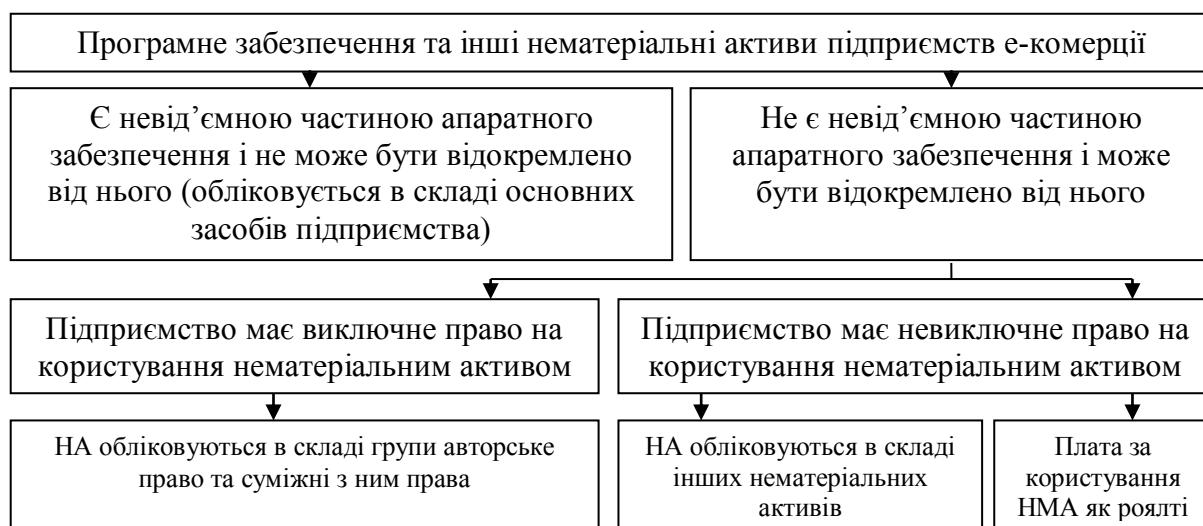 Програмне забезпечення та інші нематеріальні активи підприємств е-комерції
Є невід’ємною частиною апаратного
забезпечення і не може бути відокремлено
від нього (обліковується в складі основних
засобів підприємства)
Не є невід’ємною частиною
апаратного забезпечення і може
бути відокремлено від нього
Підприємство має виключне право на
користування нематеріальним активом
Підприємство має невиключне право на
користування нематеріальним активом
НА обліковуються в складі групи авторське
право та суміжні з ним права
НА обліковуються в складі
інших нематеріальних
активів
Плата за
користування
НМА як роялті